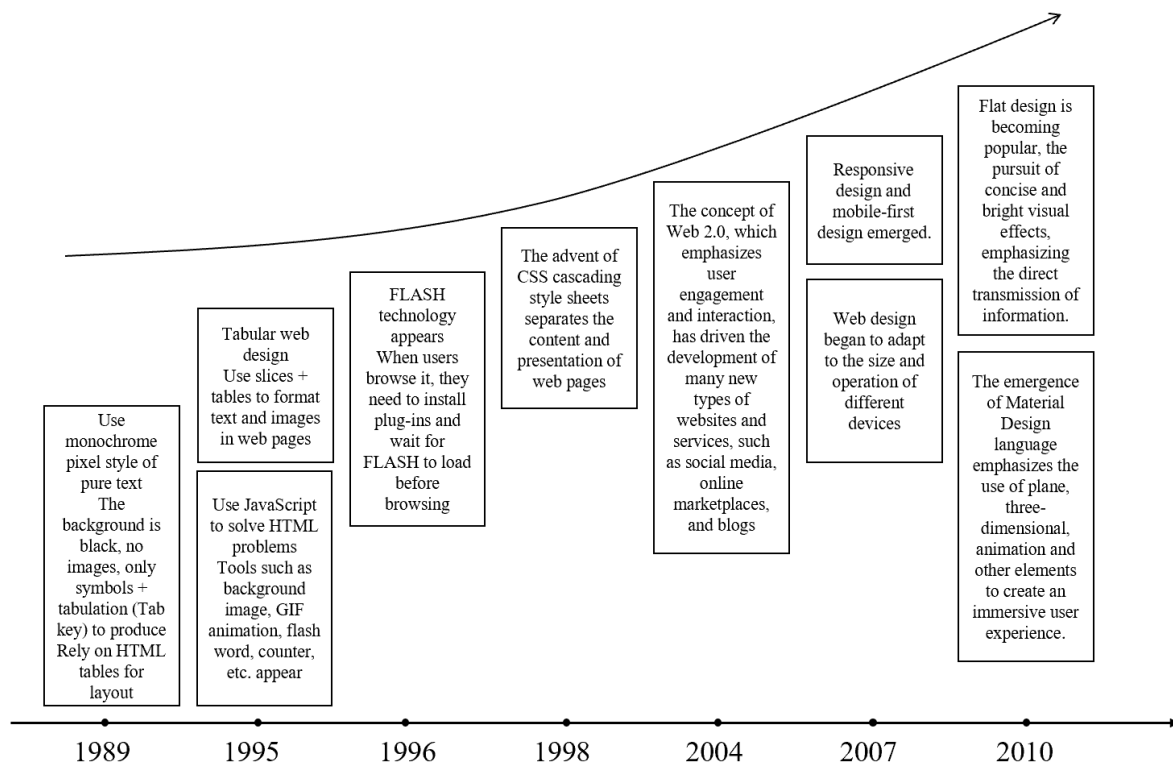 Use
monochrome
pixel style of
pure text
The
background is
black, no
images, only
symbols +
tabulation (Tab
key) to produce
Rely on HTML
tables for
layout
Tabular web
design
Use slices +
tables to format
text and images
in web pages
Use JavaScript
to solve HTML
problems
Tools such as
background
image, GIF
animation, flash
word, counter,
etc. appear
FLASH
technology
appears
When users
browse it, they
need to install
plug-ins and
wait for
FLASH to load
before
browsing
The advent of
CSS cascading
style sheets
separates the
content and
presentation of
web pages
The concept of
Web 2.0, which
emphasizes
user
engagement
and interaction,
has driven the
development of
many new
types of
websites and
services, such
as social media,
online
marketplaces,
and blogs
Responsive
design and
mobile-first
design emerged.
Web design
began to adapt
to the size and
operation of
different
devices
Flat design is
becoming
popular, the
pursuit of
concise and
bright visual
effects,
emphasizing
the direct
transmission of
information.
The emergence
of Material
Design
language
emphasizes the
use of plane,
three-
dimensional,
animation and
other elements
to create an
immersive user
experience.
1989
1995
1996
1998
2004
2007
2010